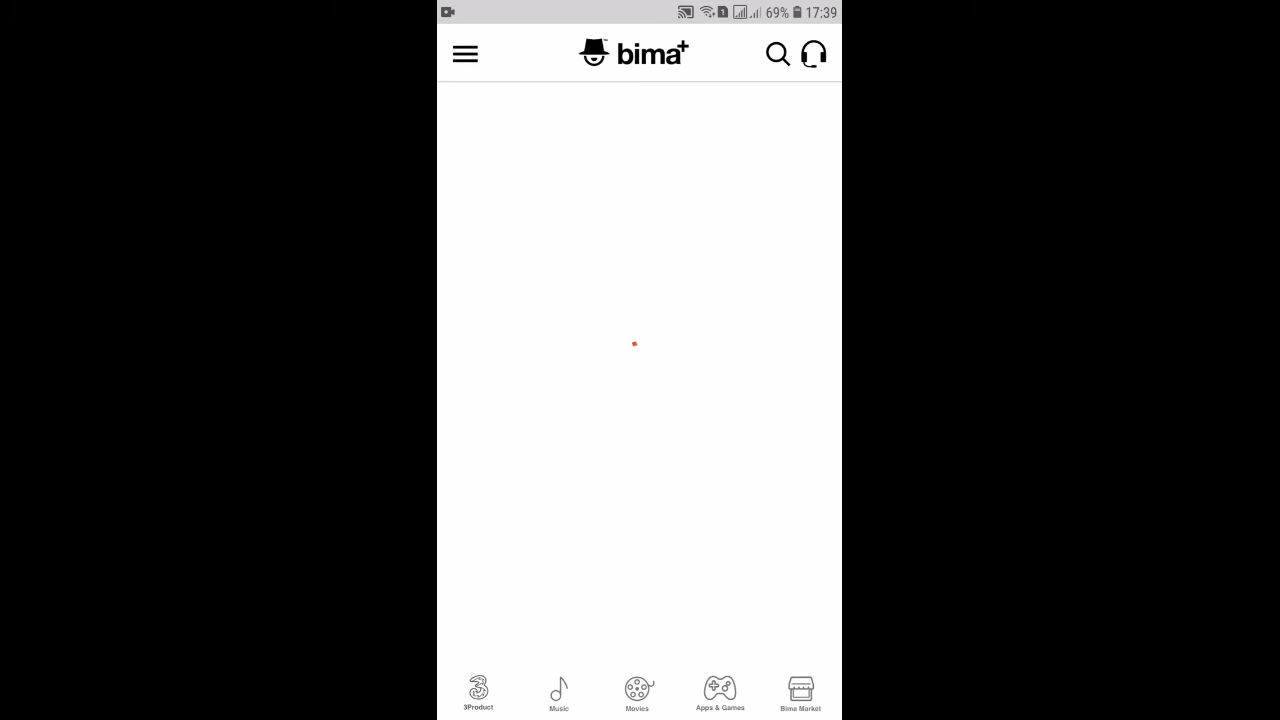 69% 17:39
bima+
3Product
Music
Movies
Apps & Games
Bima Market